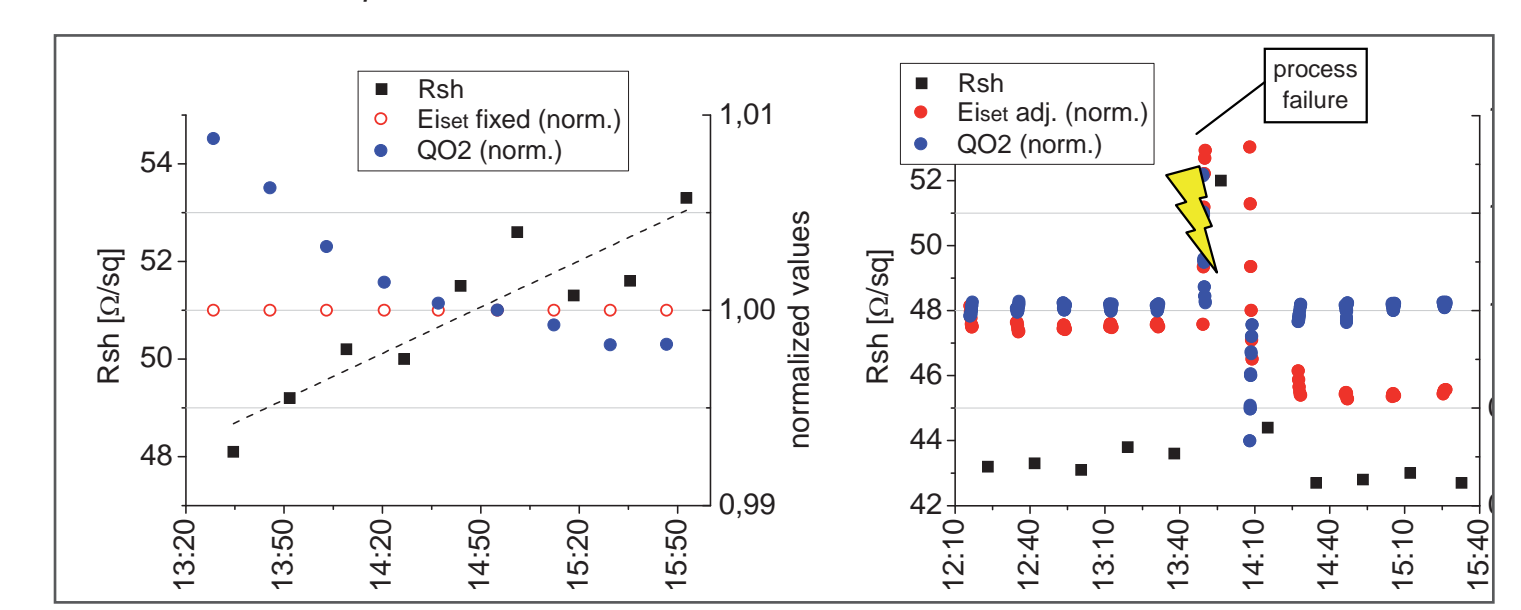 Rsh
Eiset fixed (norm.)
QO2 (norm.)
Rsh [Ω/sq]
54
52
50
48
1,01
1,00
0,99
normalized values
13:20
13:50
14:20
14:50
15:20
15:50
process
failure
Rsh
Eiset adj. (norm.)
QO2 (norm.)
Rsh [Ω/sq]
52
50
48
46
44
42
12:10
12:40
13:10
13:40
14:10
14:40
15:10
15:40